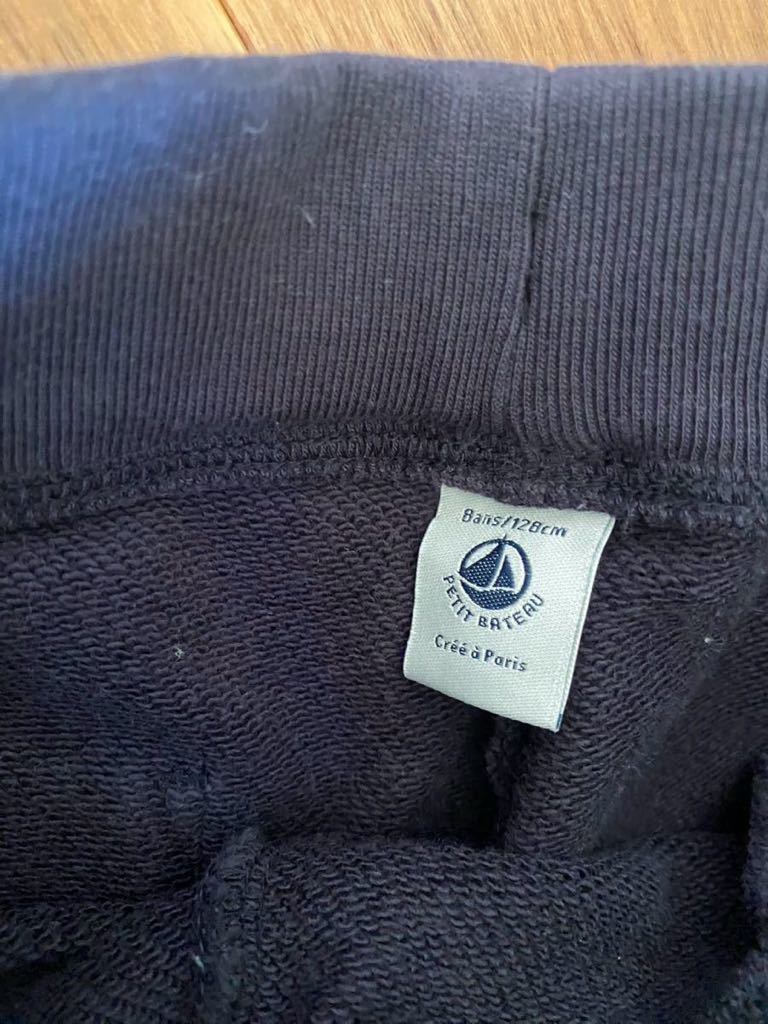 8ans/128cm
PETIT BATEAU
Créé à Paris